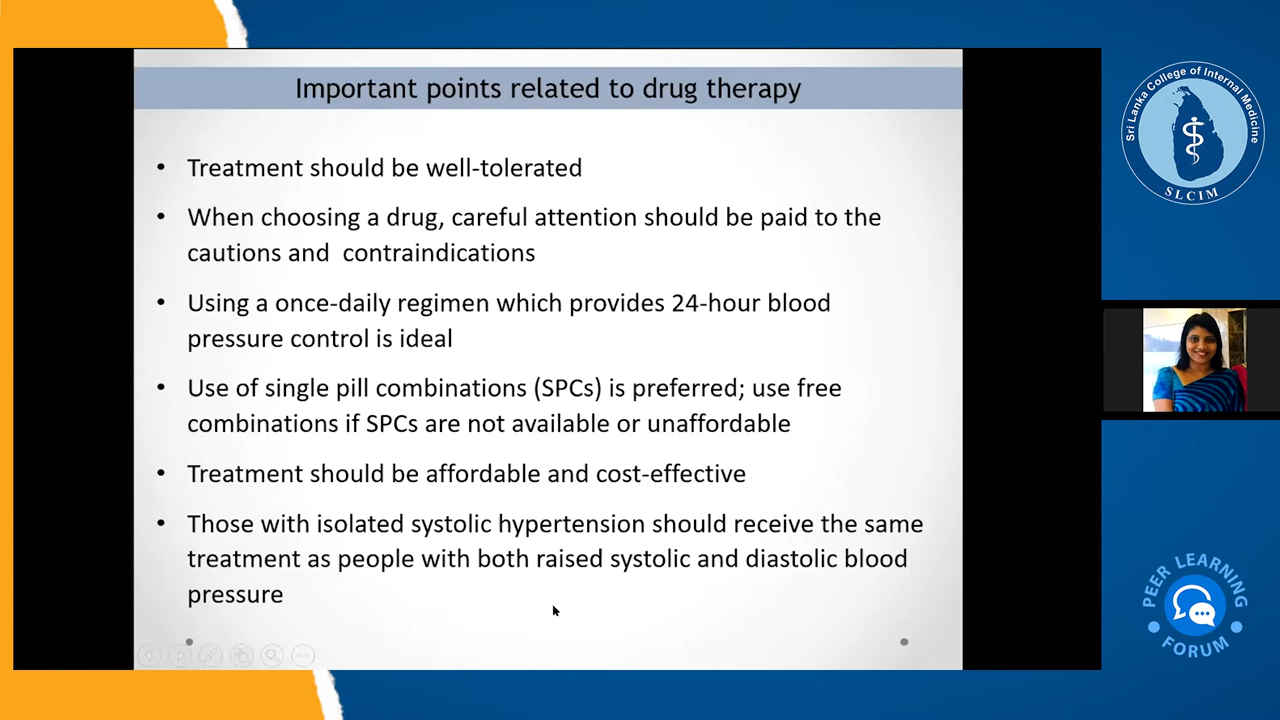 Important points related to drug therapy
• Treatment should be well-tolerated
• When choosing a drug, careful attention should be paid to the
cautions and contraindications
• Using a once-daily regimen which provides 24-hour blood
pressure control is ideal
• Use of single pill combinations (SPCs) is preferred; use free
combinations if SPCs are not available or unaffordable
• Treatment should be affordable and cost-effective
• Those with isolated systolic hypertension should receive the same
treatment as people with both raised systolic and diastolic blood
pressure
Sri Lanka College of Internal Medicine
SLCIM
PEER LEARNING
FORUM